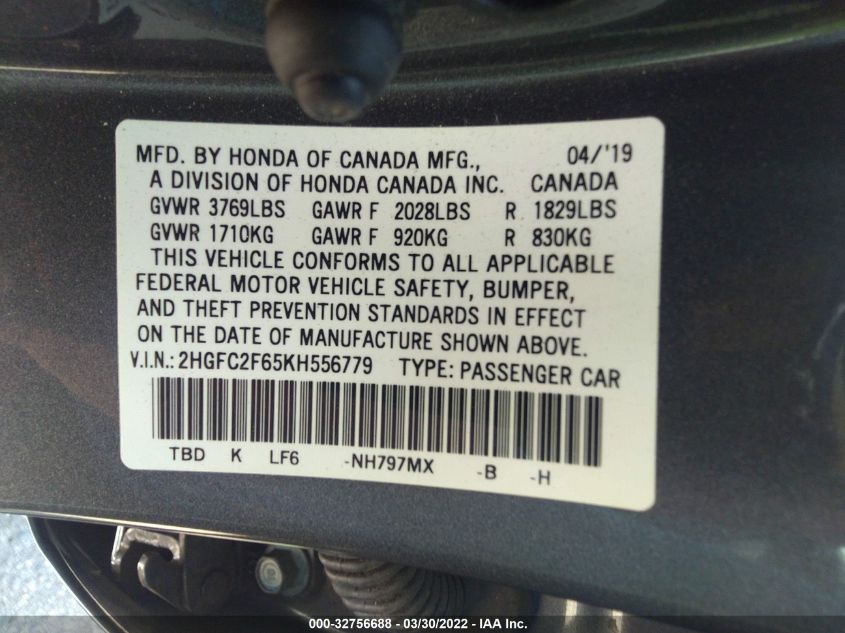 MFD. BY HONDA OF CANADA MFG., 04/'19
A DIVISION OF HONDA CANADA INC. CANADA
GVWR 3769LBS GAWR F 2028LBS R 1829LBS
GVWR 1710KG GAWR F 920KG R 830KG
THIS VEHICLE CONFORMS TO ALL APPLICABLE
FEDERAL MOTOR VEHICLE SAFETY, BUMPER,
AND THEFT PREVENTION STANDARDS IN EFFECT
ON THE DATE OF MANUFACTURE SHOWN ABOVE.
V.I.N.: 2HGFC2F65KH556779 TYPE: PASSENGER CAR
TBD K LF6 -NH797MX -B -H
000-32756688 - 03/30/2022 - IAA Inc.